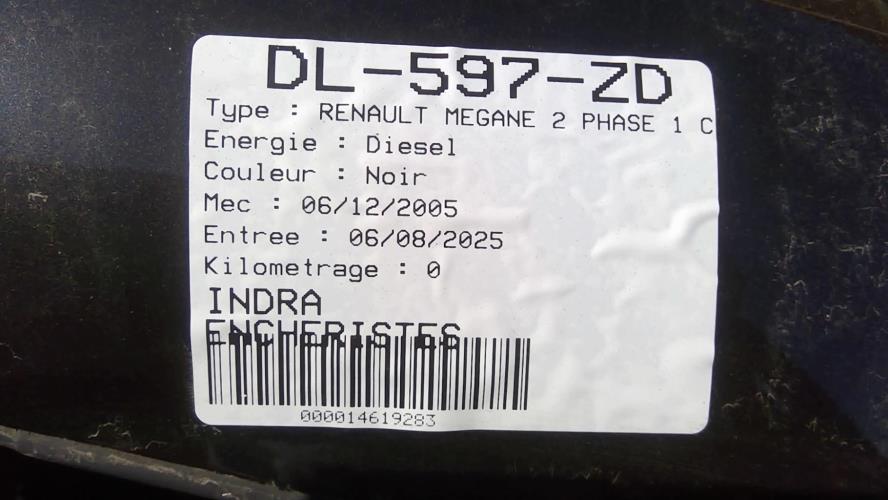 DL-597-ZD
Type : RENAULT MEGANE 2 PHASE 1 C
Energie : Diesel
Couleur : Noir
Mec : 06/12/2005
Entree : 06/08/2025
Kilometrage : 0
INDRA
ENCHERISTES
000014619283